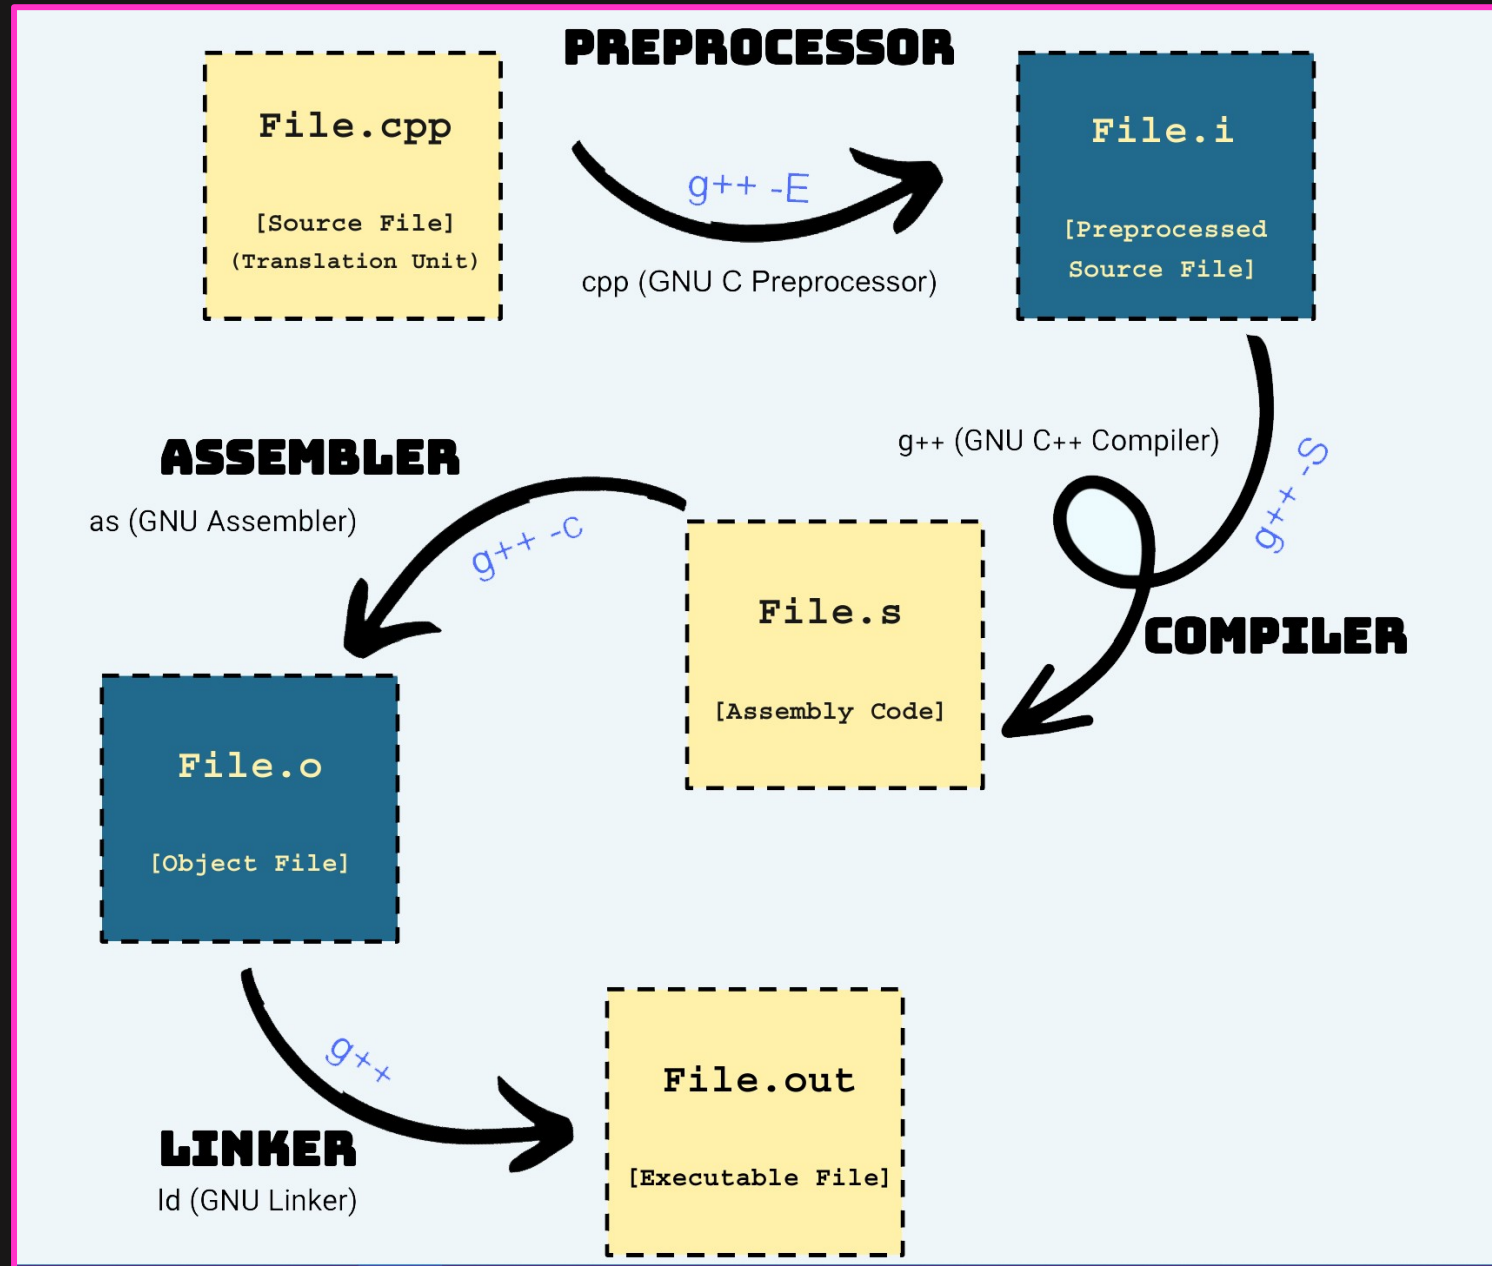 PREPROCESSOR
File.cpp
[Source File]
(Translation Unit)
g++ -E
cpp (GNU C Preprocessor)
File.i
[Preprocessed
Source File]
g++ (GNU C++ Compiler)
g++ -S
COMPILER
ASSEMBLER
as (GNU Assembler)
g++ -c
File.s
[Assembly Code]
File.o
[Object File]
g++
LINKER
ld (GNU Linker)
File.out
[Executable File]